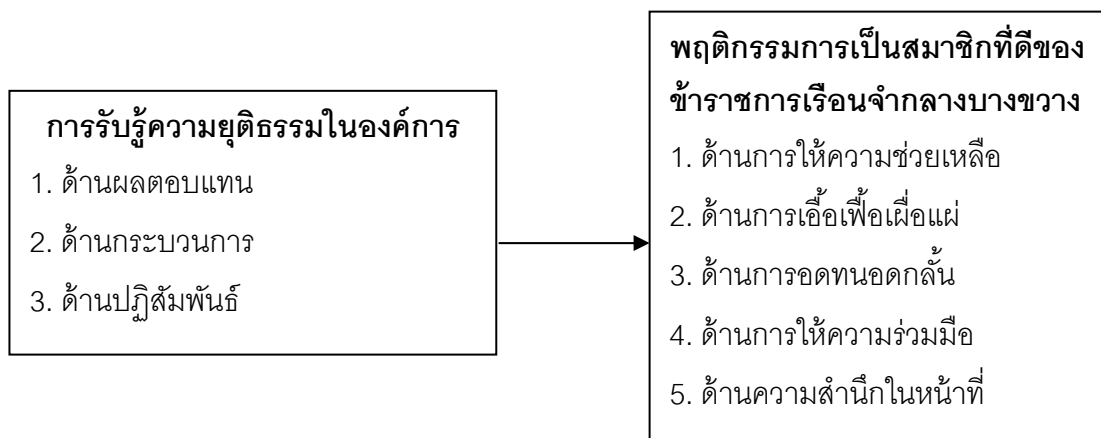 การรับรู้ความยุติธรรมในองค์การ
1. ด้านผลตอบแทน
2. ด้านกระบวนการ
3. ด้านปฏิสัมพันธ์
พฤติกรรมการเป็นสมาชิกที่ดีของ
ข้าราชการเรือนจำกลางบางขวาง
1. ด้านการให้ความช่วยเหลือ
2. ด้านการเอื้อเฟื้อเผื่อแผ่
3. ด้านการอดทนอดกลั้น
4. ด้านการให้ความร่วมมือ
5. ด้านความสำนึกในหน้าที่